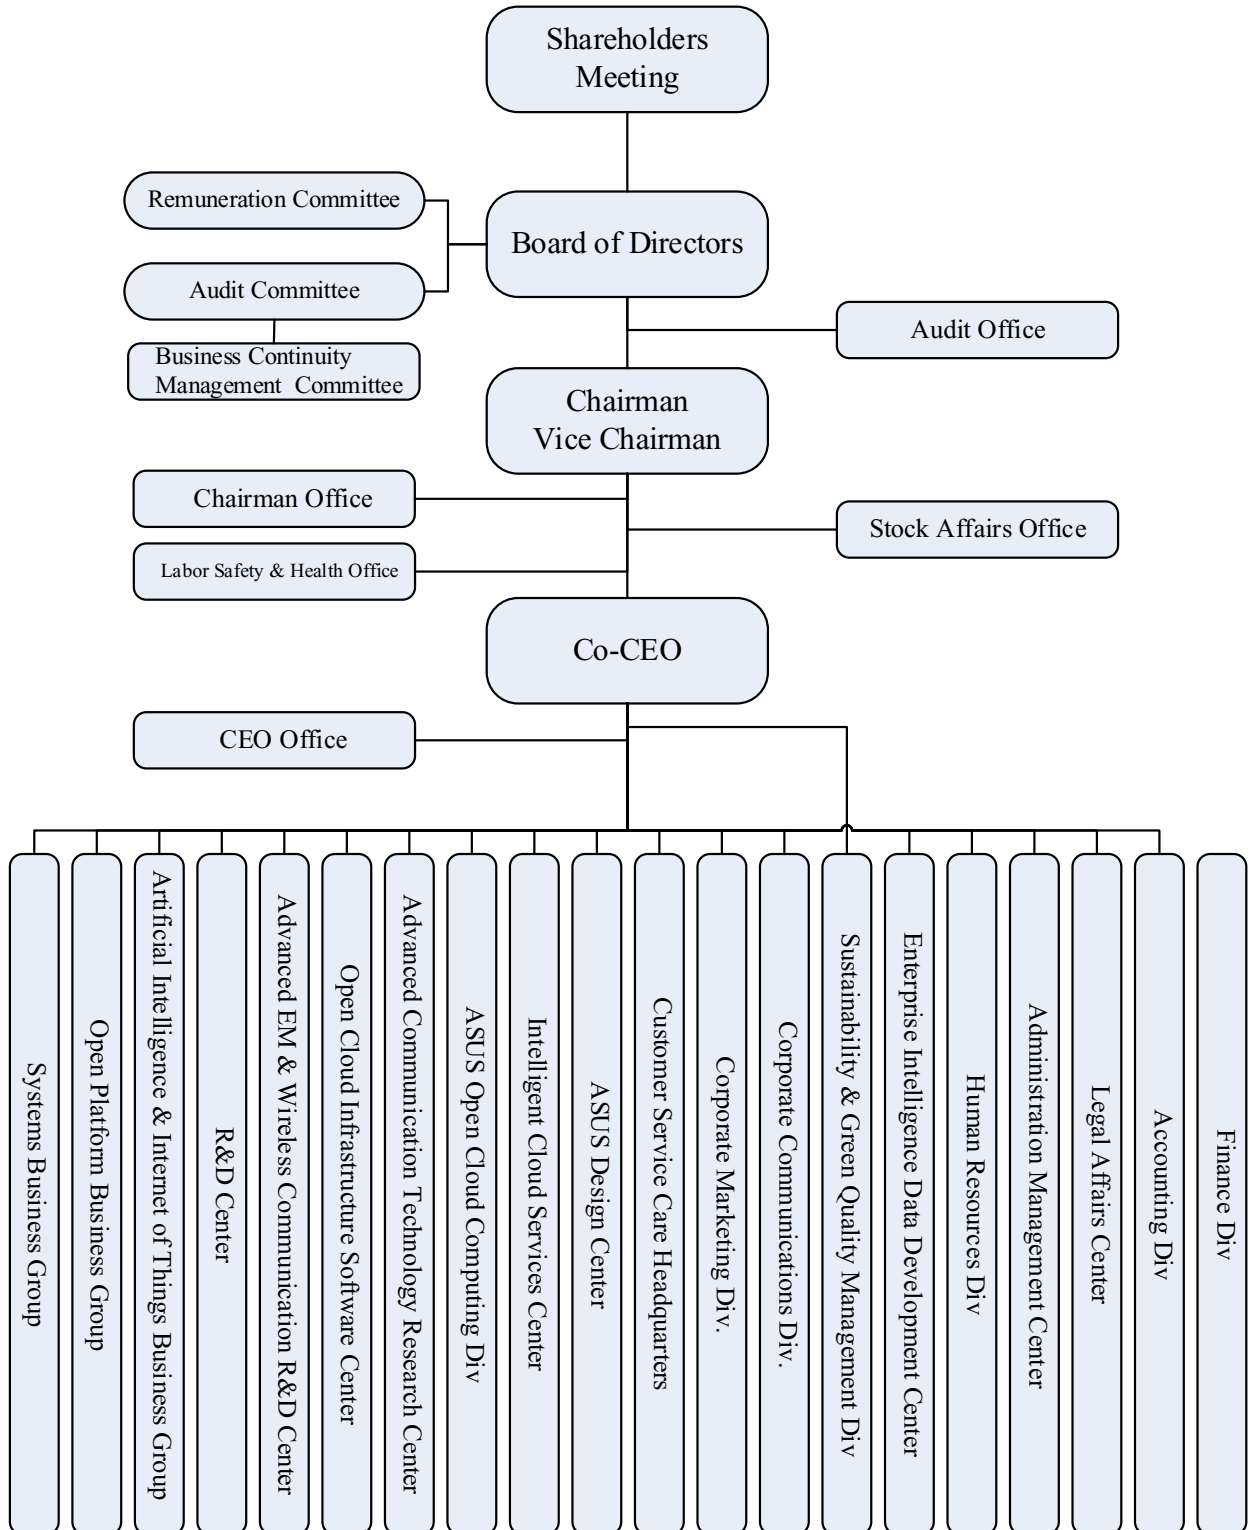 Shareholders
Meeting
Remuneration Committee
Board of Directors
Audit Committee
Audit Office
Business Continuity
Management Committee
Chairman
Vice Chairman
Chairman Office
Stock Affairs Office
Labor Safety & Health Office
Co-CEO
CEO Office
Systems Business Group
Open Platform Business Group
Artificial Intelligence & Internet of Things Business Group
R&D Center
Advanced EM & Wireless Communication R&D Center
Open Cloud Infrastructure Software Center
Advanced Communication Technology Research Center
ASUS Open Cloud Computing Div
Intelligent Cloud Services Center
ASUS Design Center
Customer Service Care Headquarters
Corporate Marketing Div.
Corporate Communications Div.
Sustainability & Green Quality Management Div
Enterprise Intelligence Data Development Center
Human Resources Div
Administration Management Center
Legal Affairs Center
Accounting Div
Finance Div